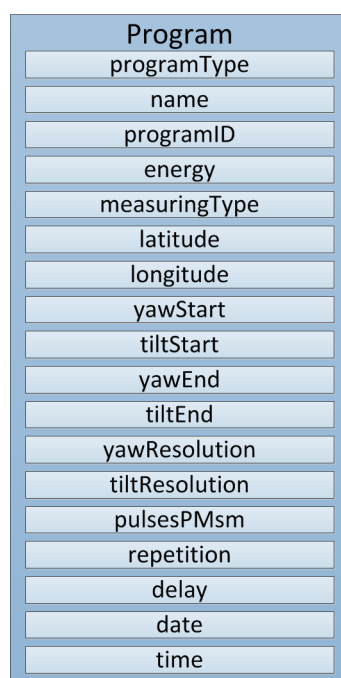 Program
programType
name
programID
energy
measuringType
latitude
longitude
yawStart
tiltStart
yawEnd
tiltEnd
yawResolution
tiltResolution
pulsesPMsm
repetition
delay
date
time